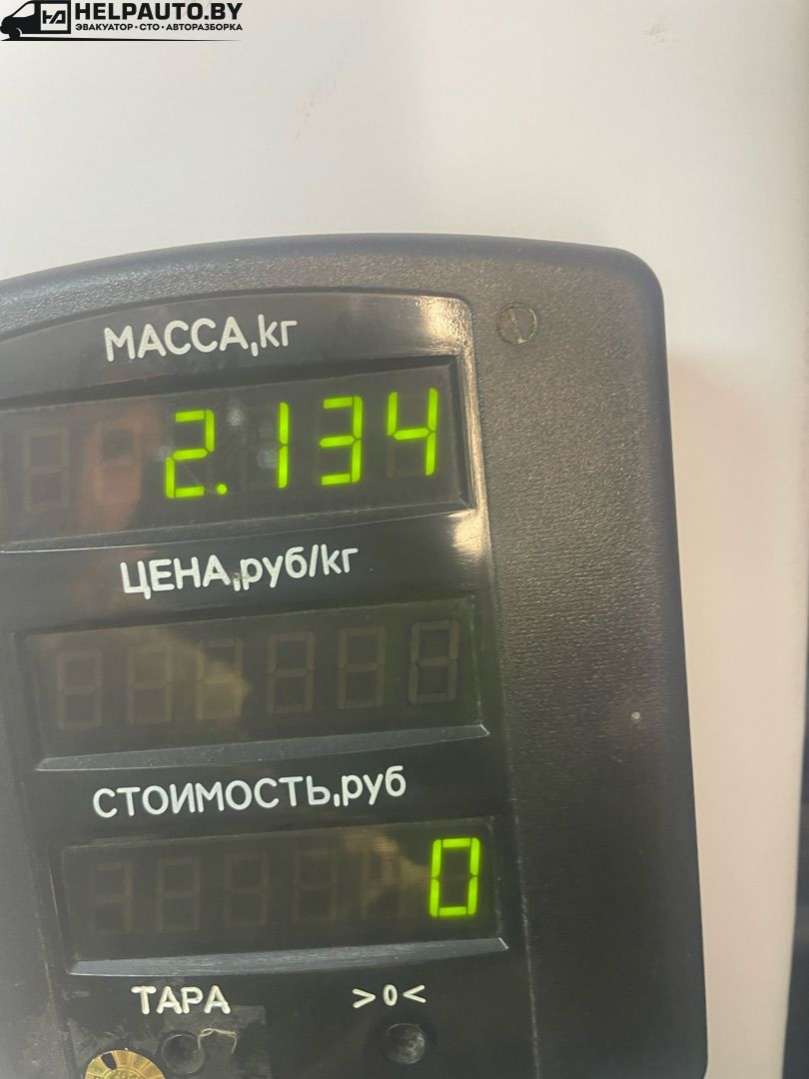 HELPAUTO.BY
ЭВАКУАТОР • СТО • АВТОРАЗБОРКА
МАССА,кг
2.134
ЦЕНА,руб/кг
СТОИМОСТЬ,руб
0
ТАРА >0<